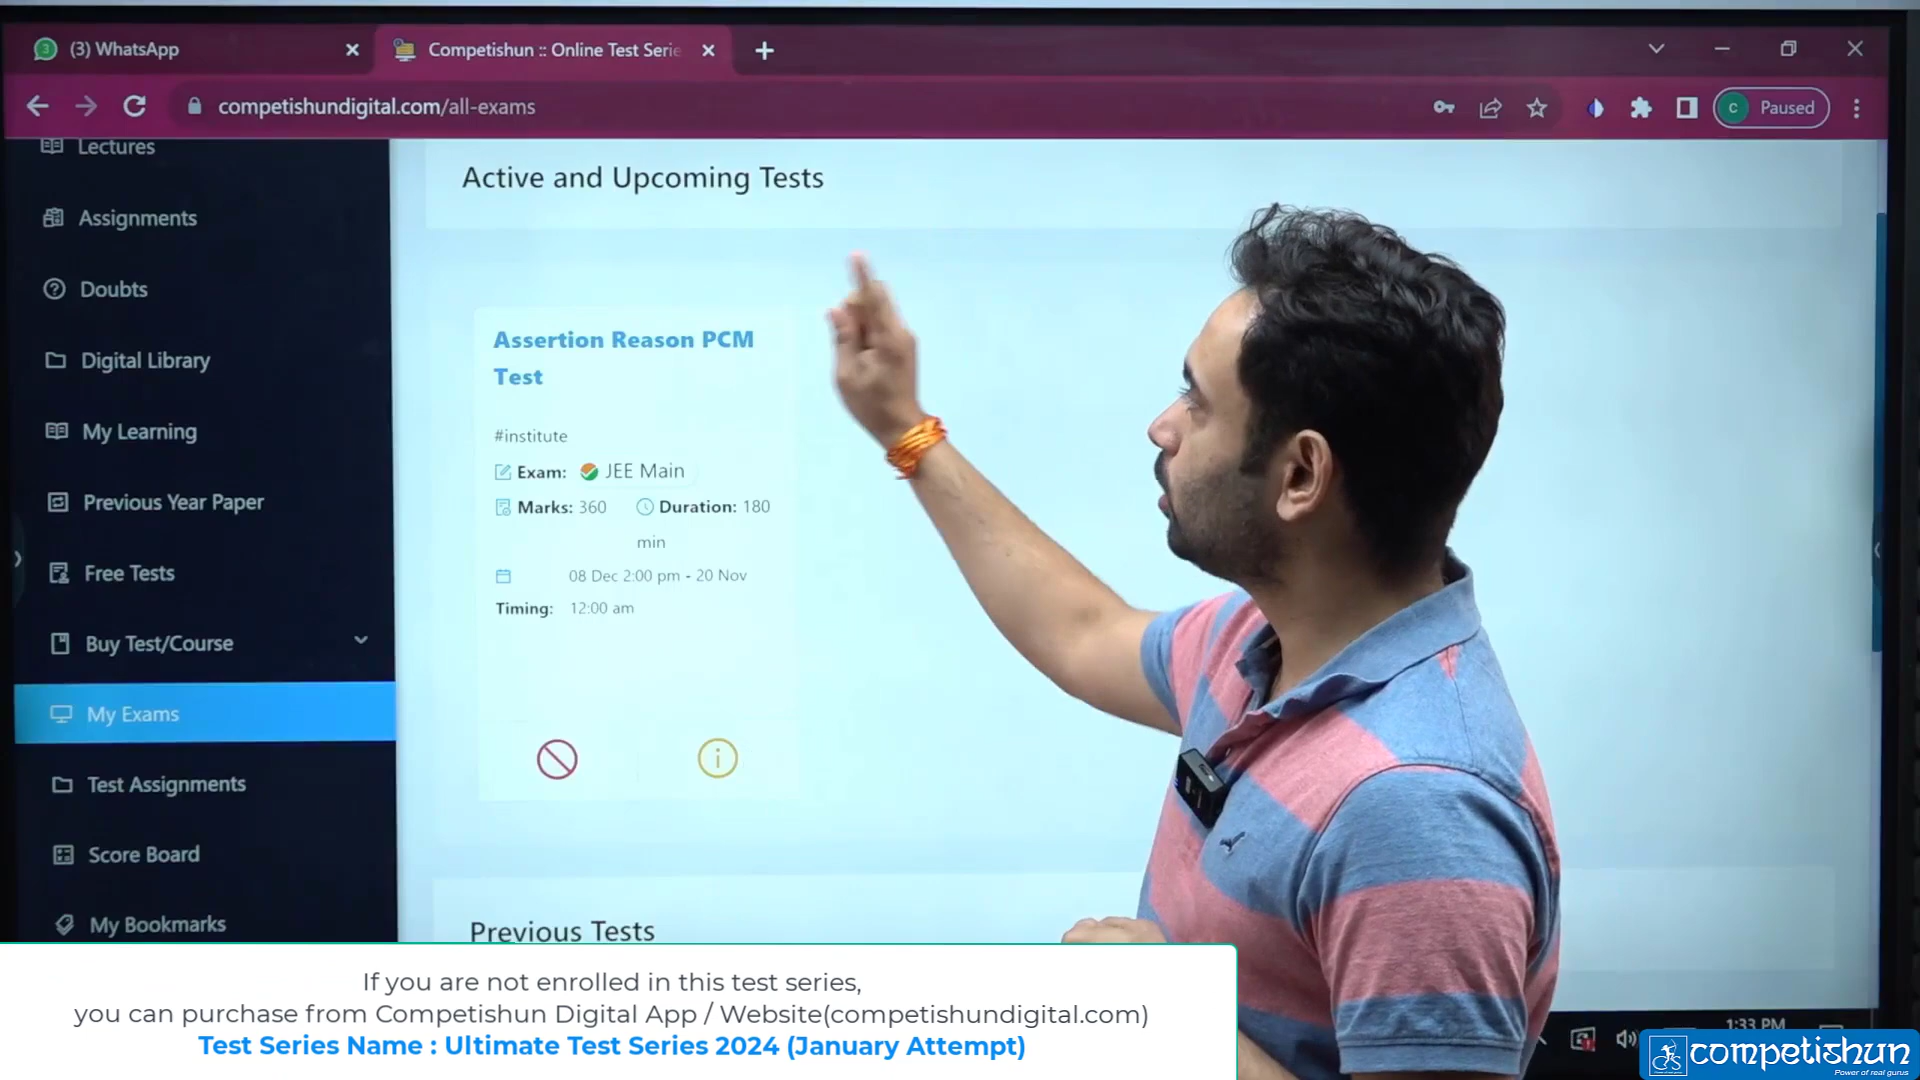 (3) WhatsApp
Competishun :: Online Test Serie
competishundigital.com/all-exams
Paused
Lectures
Assignments
Doubts
Digital Library
My Learning
Previous Year Paper
Free Tests
Buy Test/Course
My Exams
Test Assignments
Score Board
My Bookmarks
Active and Upcoming Tests
Assertion Reason PCM
Test
#institute
Exam: JEE Main
Marks: 360 Duration: 180
min
08 Dec 2:00 pm - 20 Nov
Timing: 12:00 am
Previous Tests
1:33 PM
If you are not enrolled in this test series,
you can purchase from Competishun Digital App / Website(competishundigital.com)
Test Series Name : Ultimate Test Series 2024 (January Attempt)
competishun
Power of real gurus